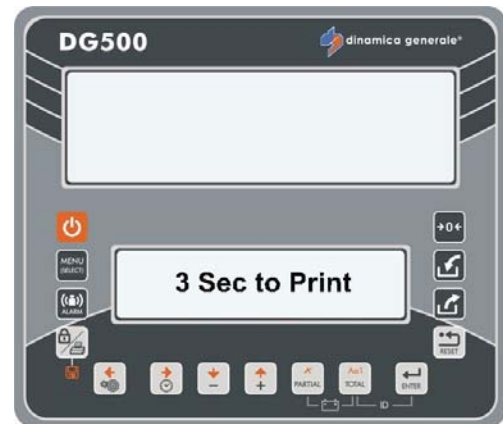 DG500
dinamica generale®
→0←
MENU
(SELECT)
3 Sec to Print
ALARM
RESET
PARTIAL
TOTAL
ENTER
ID